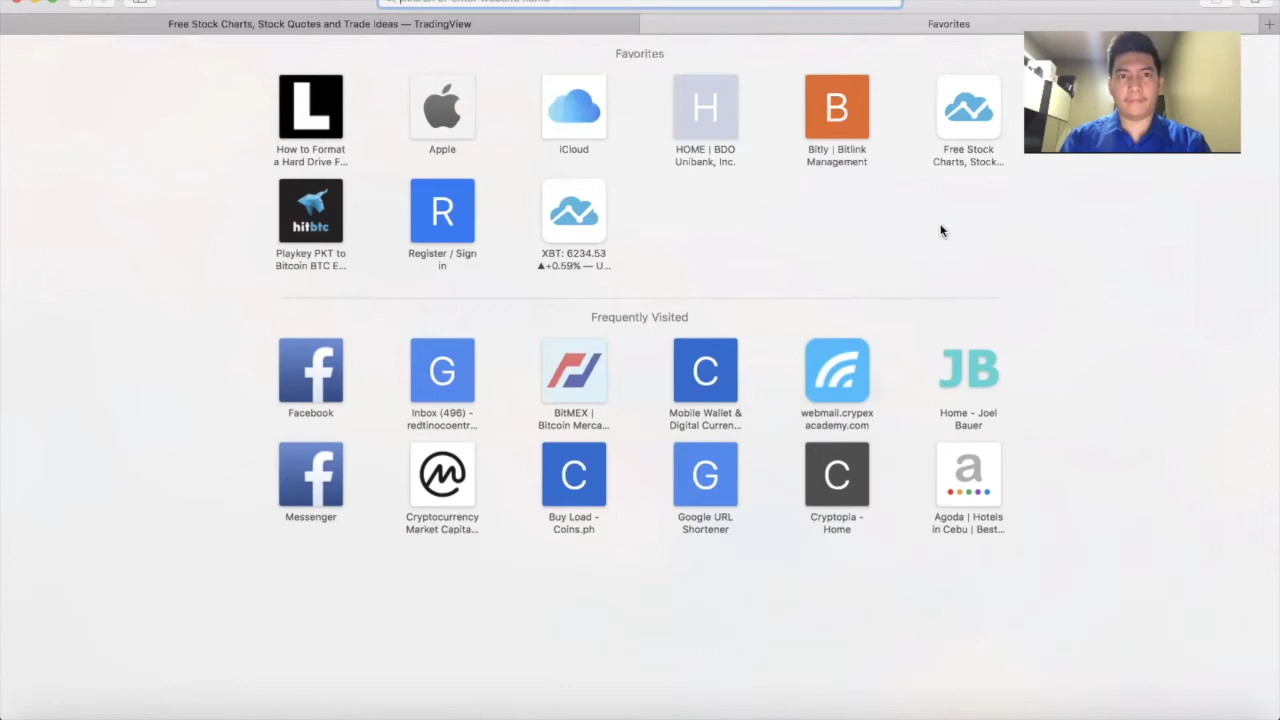 Free Stock Charts, Stock Quotes and Trade Ideas — TradingView
Favorites
Favorites
L
H
B
How to Format
a Hard Drive F...
Apple
iCloud
HOME | BDO
Unibank, Inc.
Bitly | Bitlink
Management
Free Stock
Charts, Stock...
hitbtc
R
Playkey PKT to
Bitcoin BTC E...
Register / Sign
in
XBT: 6234.53
▲+0.59% — U...
Frequently Visited
f
G
C
JB
Facebook
Inbox (496) -
redtinocoentr...
BitMEX |
Bitcoin Merca...
Mobile Wallet &
Digital Curren...
webmail.crypex
academy.com
Home - Joel
Bauer
f
C
G
C
a
Messenger
Cryptocurrency
Market Capita...
Buy Load -
Coins.ph
Google URL
Shortener
Cryptopia -
Home
Agoda | Hotels
in Cebu | Best...